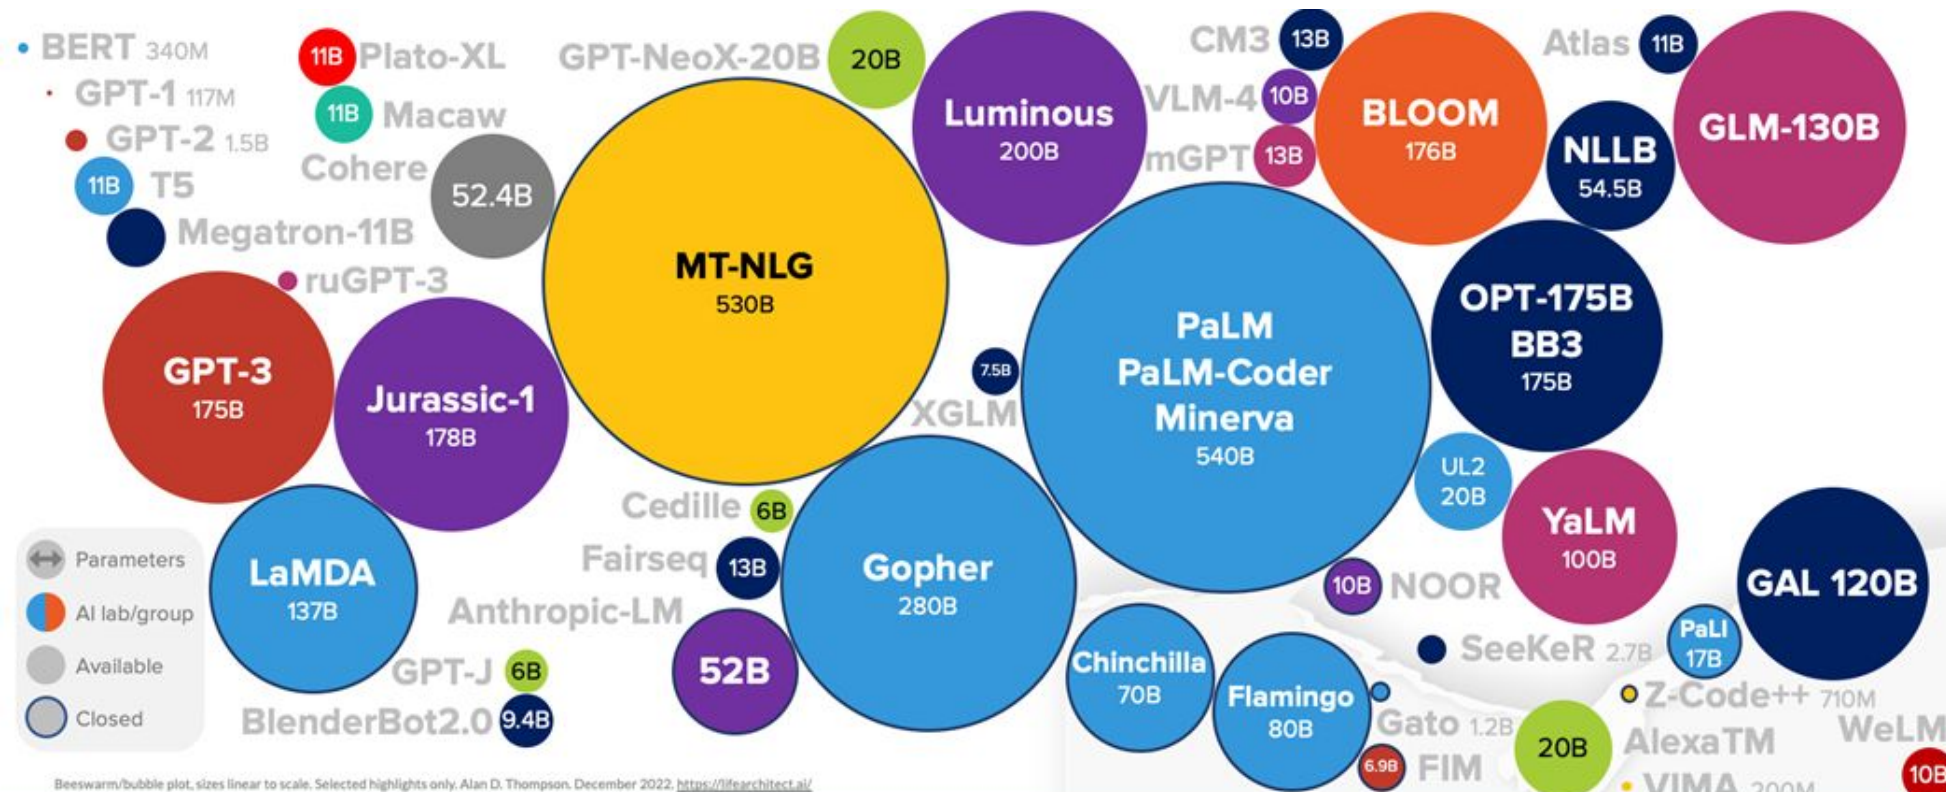 BERT 340M
GPT-1 117M
GPT-2 1.5B
11B T5
Megatron-11B
ruGPT-3
11B Plato-XL
11B Macaw
Cohere
52.4B
GPT-NeoX-20B 20B
MT-NLG
530B
Luminous
200B
CM3 13B
VLM-4 10B
mGPT 13B
BLOOM
176B
Atlas 11B
NLLB
54.5B
GLM-130B
GPT-3
175B
Jurassic-1
178B
7.5B
XGLM
PaLM
PaLM-Coder
Minerva
540B
OPT-175B
BB3
175B
UL2
20B
YaLM
100B
LaMDA
137B
Cedille 6B
Fairseq 13B
Anthropic-LM
52B
GPT-J 6B
BlenderBot2.0 9.4B
Gopher
280B
Chinchilla
70B
Flamingo
80B
10B NOOR
SeeKeR 2.7B
PaLI
17B
GAL 120B
Gato 1.2B
6.9B FIM
Z-Code++ 710M
20B AlexaTM
VIMA 200M
WeLM
10B
Parameters
AI lab/group
Available
Closed
Beeswarm/bubble plot, sizes linear to scale. Selected highlights only. Alan D. Thompson. December 2022. https://lifearchitect.ai/